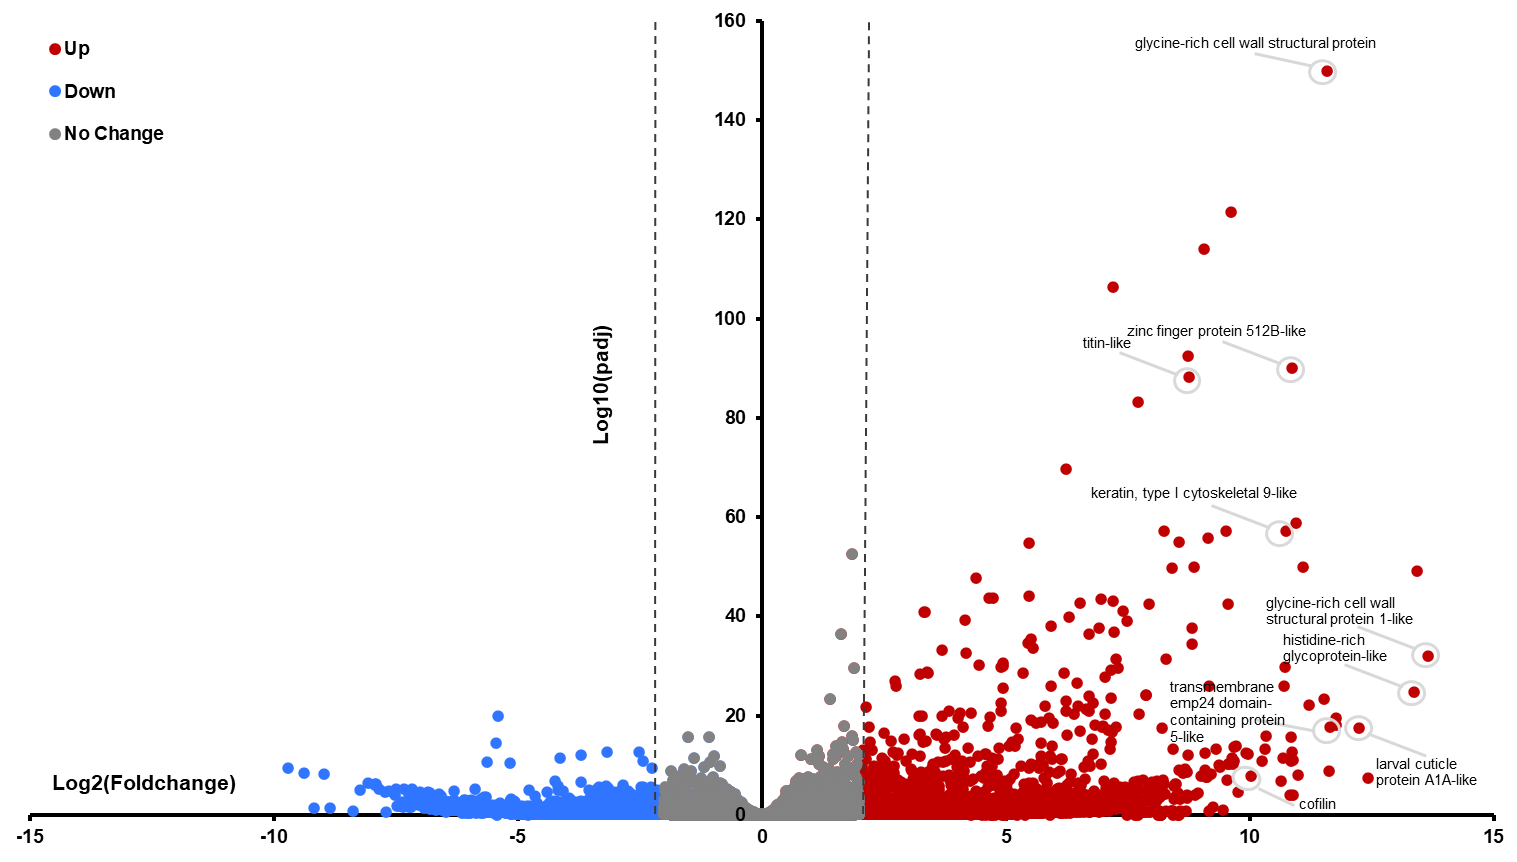 Up
Down
No Change
160
140
120
100
80
60
40
20
0
Log10(padj)
Log2(Foldchange)
-15
-10
-5
0
5
10
15
glycine-rich cell wall structural protein
zinc finger protein 512B-like
titin-like
keratin, type I cytoskeletal 9-like
glycine-rich cell wall
structural protein 1-like
histidine-rich
glycoprotein-like
transmembrane
emp24 domain-
containing protein
5-like
larval cuticle
protein A1A-like
cofilin